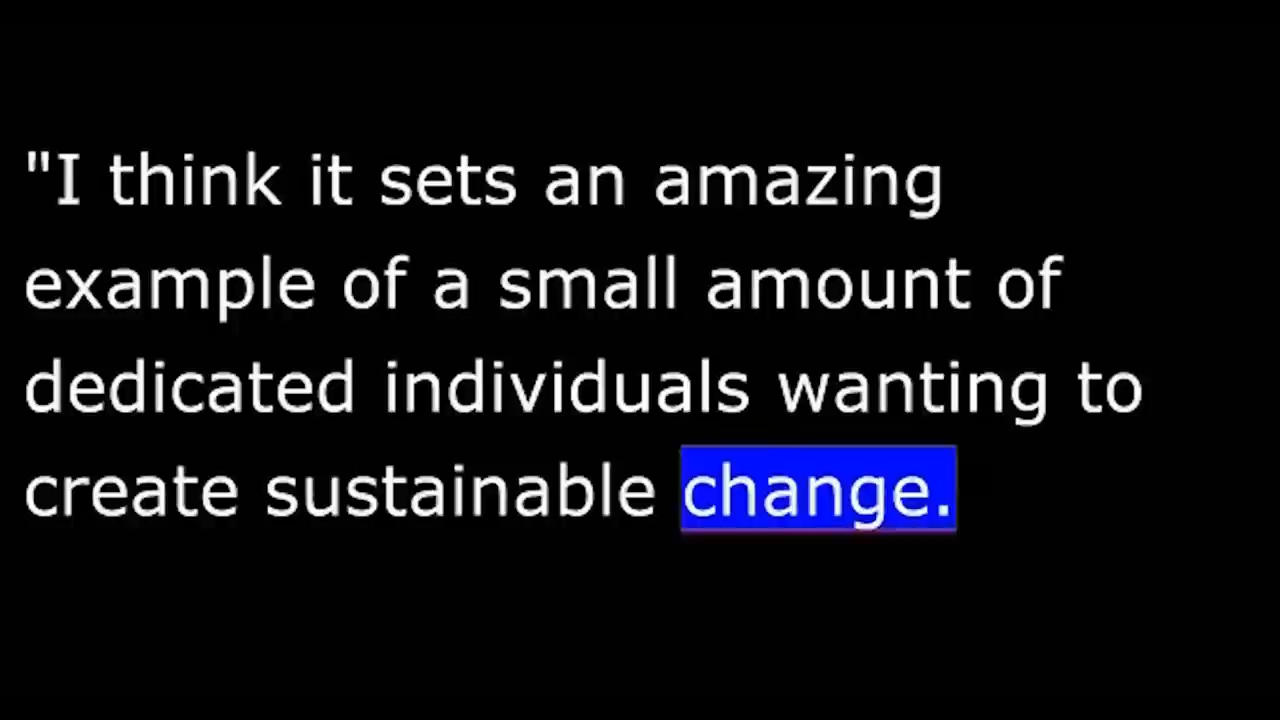 "I think it sets an amazing
example of a small amount of
dedicated individuals wanting to
create sustainable change.